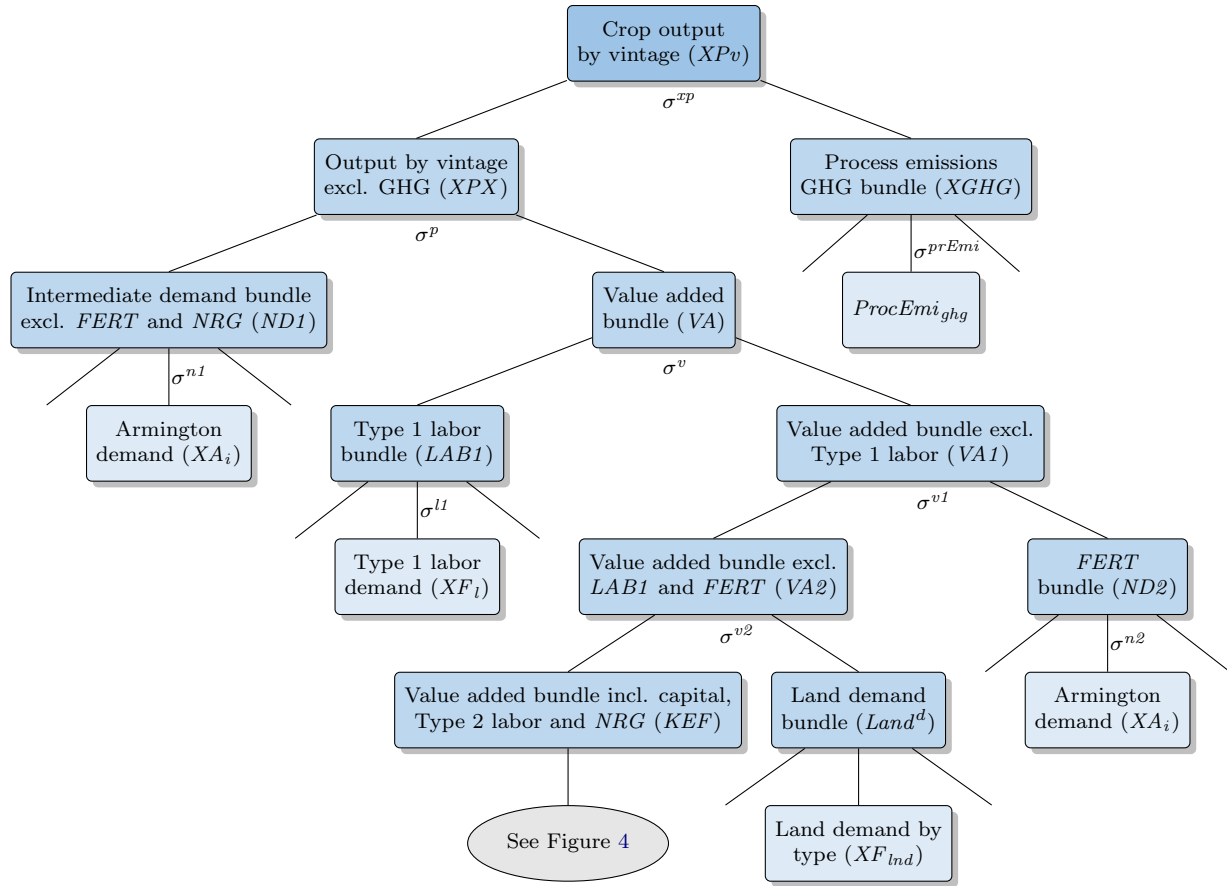 Crop output
by vintage (XPv)
σ^{xp}
Output by vintage
excl. GHG (XPX)
Process emissions
GHG bundle (XGHG)
σ^p
σ^{prEmi}
Intermediate demand bundle
excl. FERT and NRG (ND1)
Value added
bundle (VA)
ProcEmi_{ghg}
σ^{n1}
σ^v
Armington
demand (XA_i)
Type 1 labor
bundle (LAB1)
Value added bundle excl.
Type 1 labor (VA1)
σ^{l1}
σ^{v1}
Type 1 labor
demand (XF_l)
Value added bundle excl.
LAB1 and FERT (VA2)
FERT
bundle (ND2)
σ^{v2}
σ^{n2}
Value added bundle incl. capital,
Type 2 labor and NRG (KEF)
Land demand
bundle (Land^d)
Armington
demand (XA_i)
See Figure 4
Land demand by
type (XF_{lnd})